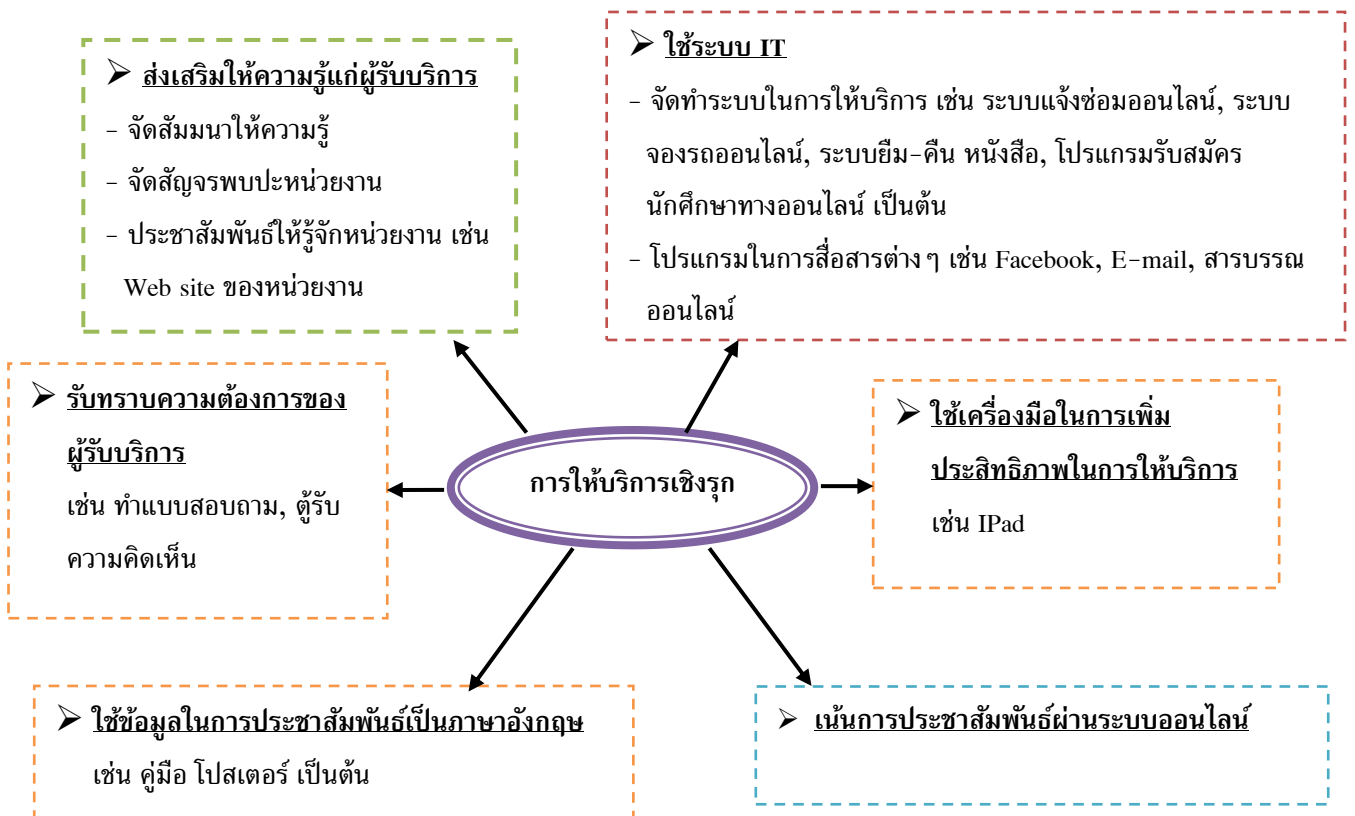 ➢ ส่งเสริมให้ความรู้แก่ผู้รับบริการ
- จัดสัมมนาให้ความรู้
- จัดสัญจรพบปะหน่วยงาน
- ประชาสัมพันธ์ให้รู้จักหน่วยงาน เช่น
Web site ของหน่วยงาน
➢ ใช้ระบบ IT
- จัดทำระบบในการให้บริการ เช่น ระบบแจ้งซ่อมออนไลน์, ระบบ
จองรถออนไลน์, ระบบยืม-คืน หนังสือ, โปรแกรมรับสมัคร
นักศึกษาทางออนไลน์ เป็นต้น
- โปรแกรมในการสื่อสารต่าง ๆ เช่น Facebook, E-mail, สารบรรณ
ออนไลน์
➢ รับทราบความต้องการของ
ผู้รับบริการ
เช่น ทำแบบสอบถาม, ตู้รับ
ความคิดเห็น
การให้บริการเชิงรุก
➢ ใช้เครื่องมือในการเพิ่ม
ประสิทธิภาพในการให้บริการ
เช่น IPad
➢ ใช้ข้อมูลในการประชาสัมพันธ์เป็นภาษาอังกฤษ
เช่น คู่มือ โปสเตอร์ เป็นต้น
➢ เน้นการประชาสัมพันธ์ผ่านระบบออนไลน์